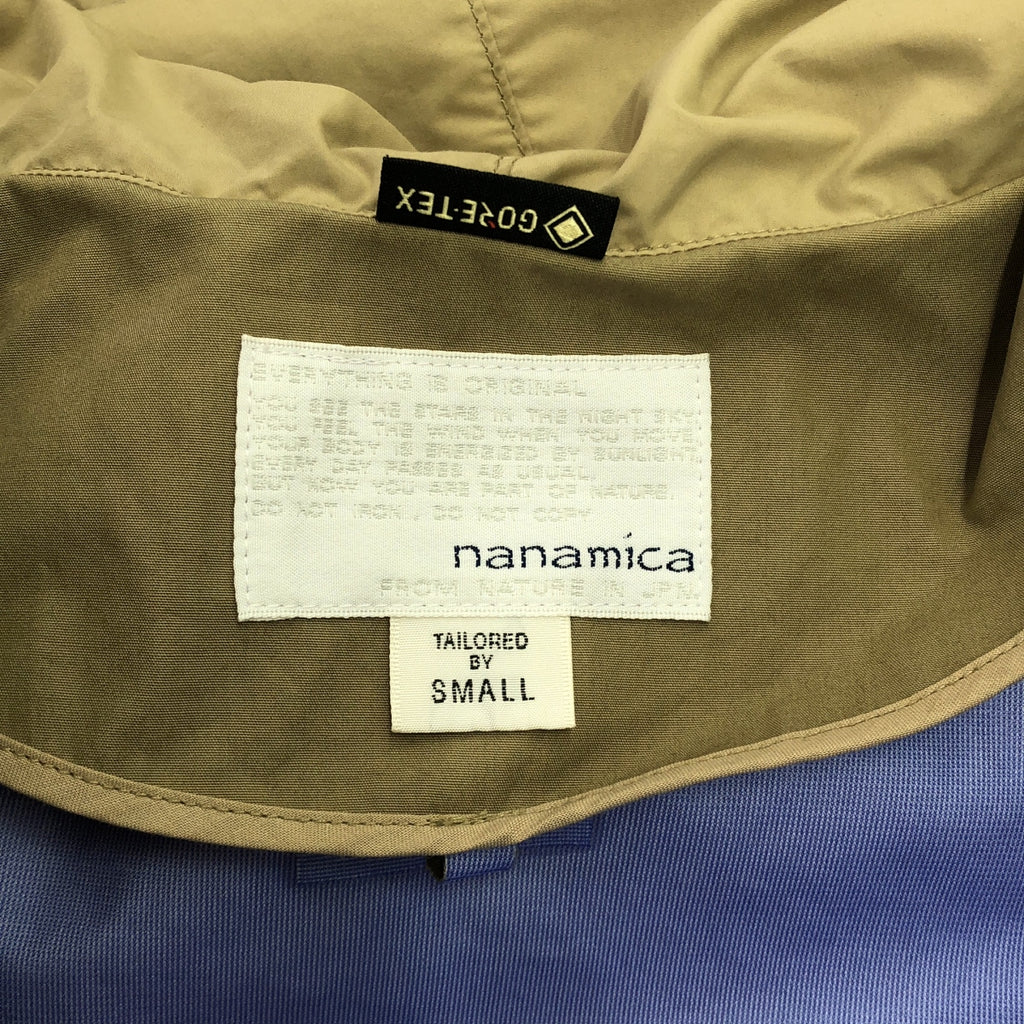 GORE-TEX
EVERYTHING IS ORIGINAL
YOU SEE THE STARS IN THE NIGHT SKY.
YOU FEEL THE WIND WHEN YOU MOVE.
YOUR BODY IS ENERGIZED BY SUNLIGHT.
EVERY DAY PASSES AS USUAL.
BUT NOW YOU ARE PART OF NATURE.
DO NOT IRON, DO NOT COPY
nanamica
FROM NATURE IN JPN.
TAILORED
BY
SMALL